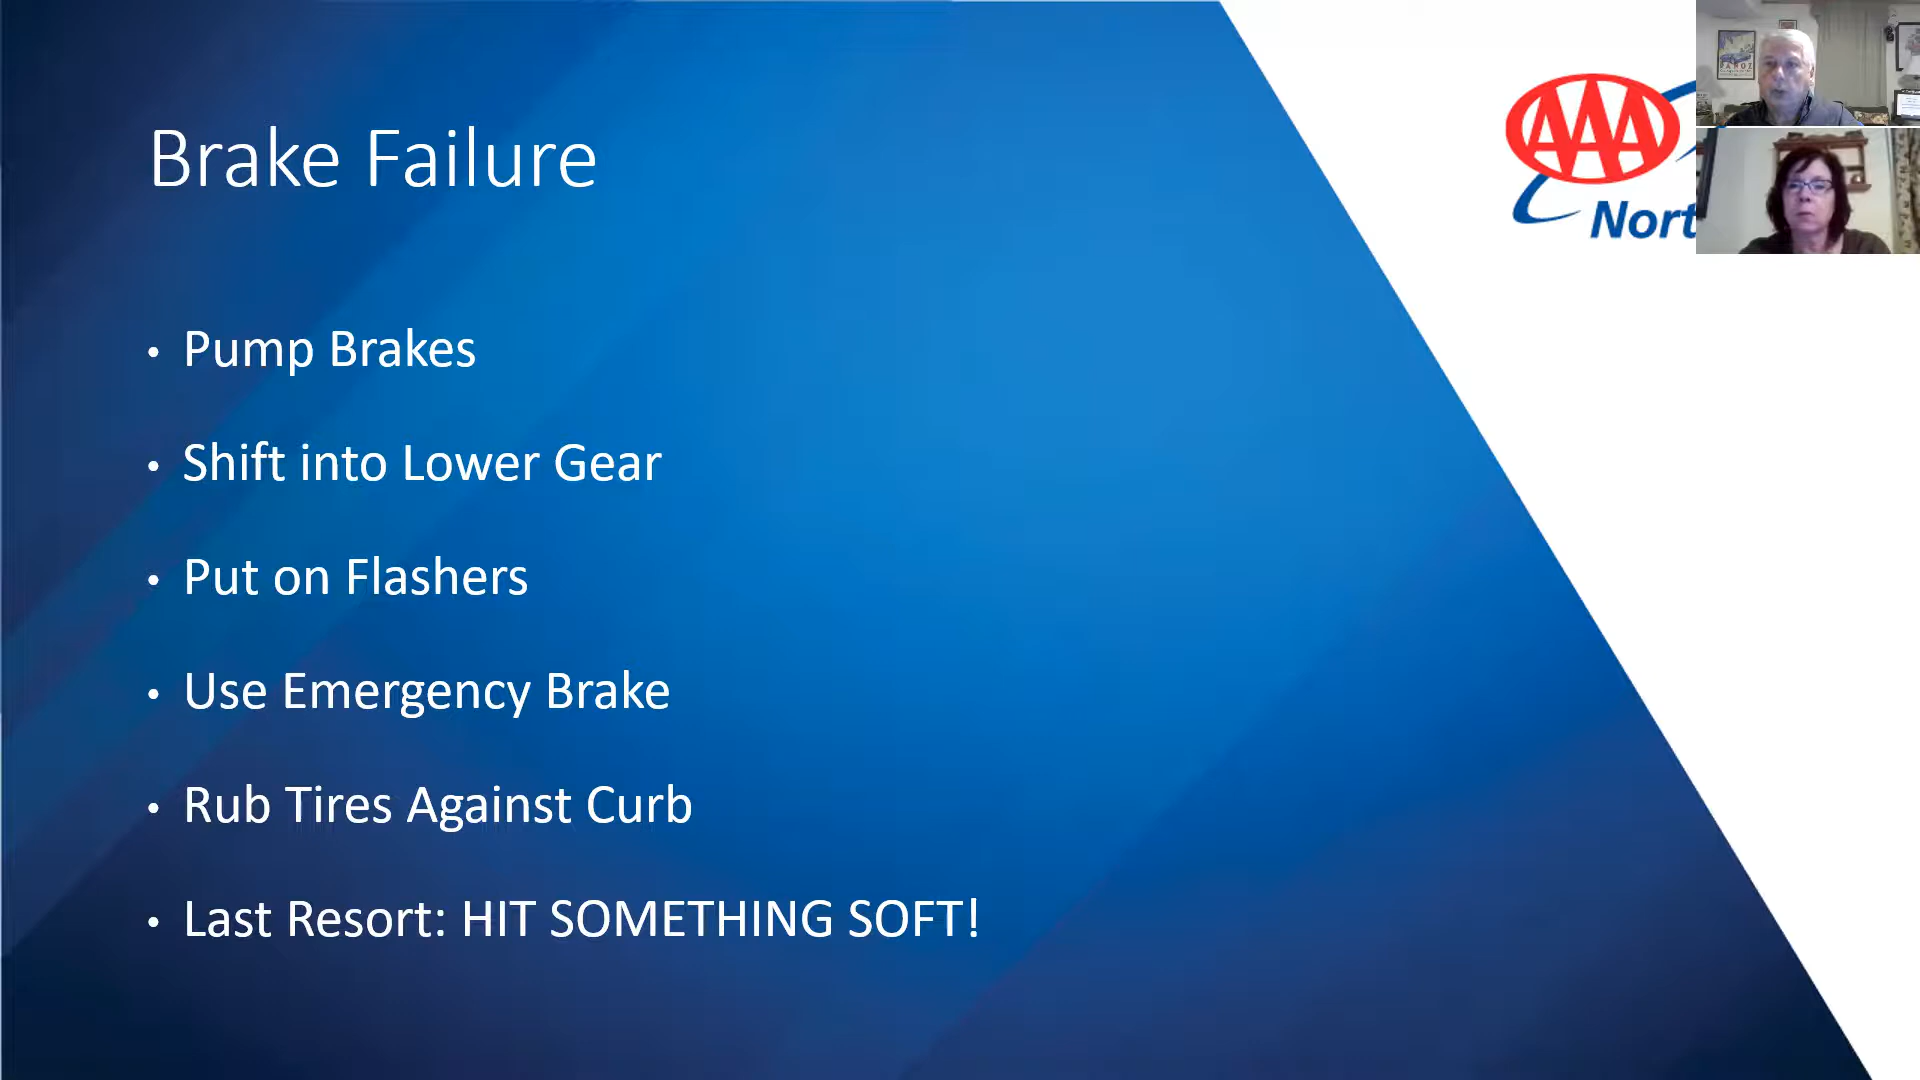 Brake Failure
AAA
Nort
• Pump Brakes
• Shift into Lower Gear
• Put on Flashers
• Use Emergency Brake
• Rub Tires Against Curb
• Last Resort: HIT SOMETHING SOFT!
PANOZ